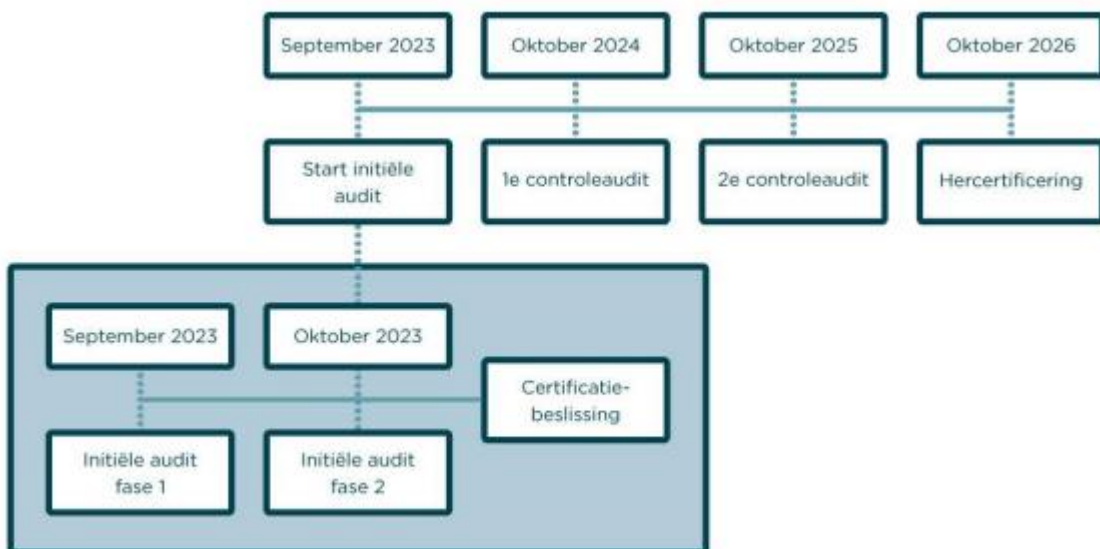 September 2023
Oktober 2024
Oktober 2025
Oktober 2026
Start initiële
audit
1e controleaudit
2e controleaudit
Hercertificering
September 2023
Oktober 2023
Certificatie-
beslissing
Initiële audit
fase 1
Initiële audit
fase 2